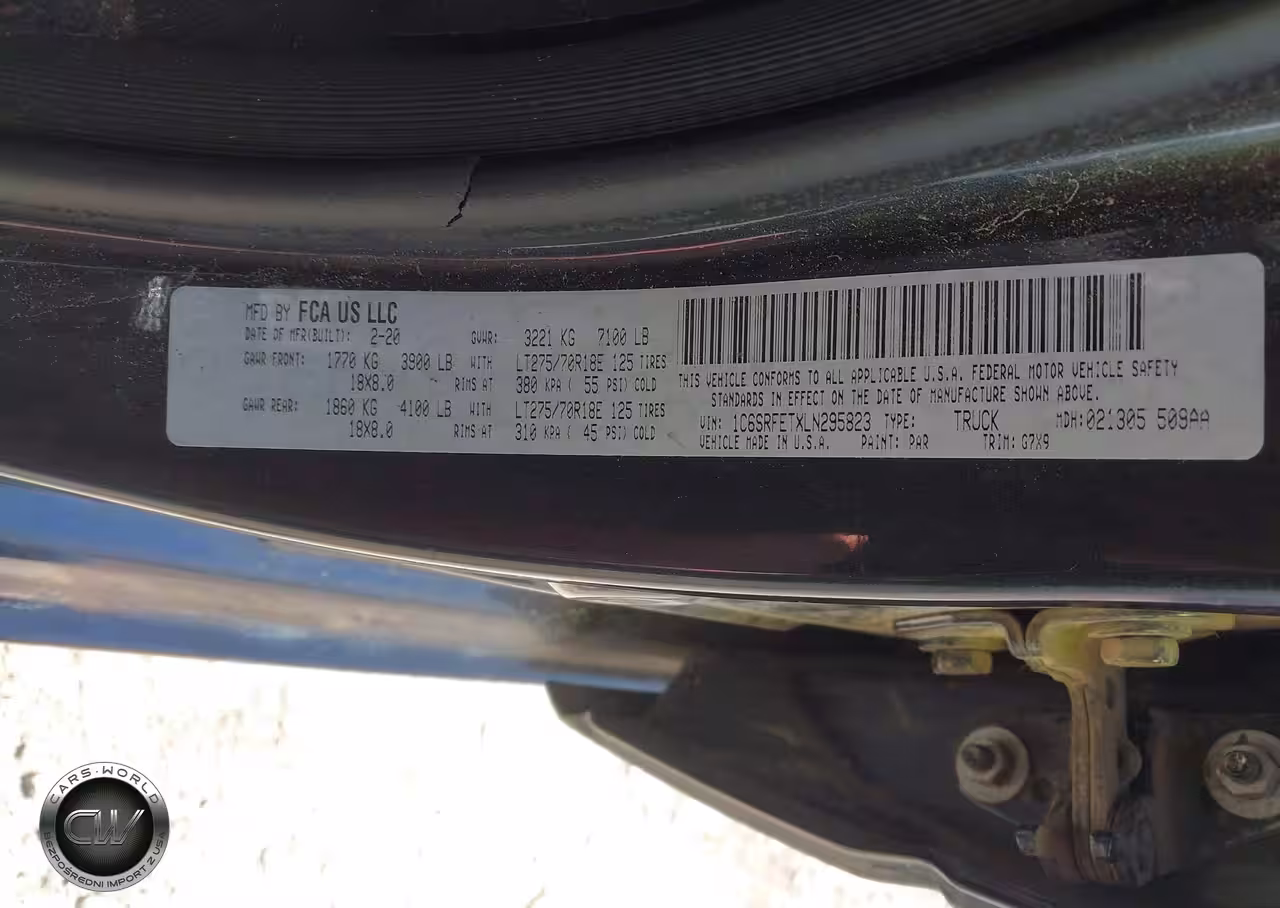 MFD BY FCA US LLC
DATE OF MFR(BUILT): 2-20 GVWR: 3221 KG 7100 LB
GAWR FRONT: 1770 KG 3900 LB WITH LT275/70R18E 125 TIRES
18X8.0 RIMS AT 380 KPA ( 55 PSI) COLD
GAWR REAR: 1860 KG 4100 LB WITH LT275/70R18E 125 TIRES
18X8.0 RIMS AT 310 KPA ( 45 PSI) COLD
THIS VEHICLE CONFORMS TO ALL APPLICABLE U.S.A. FEDERAL MOTOR VEHICLE SAFETY
STANDARDS IN EFFECT ON THE DATE OF MANUFACTURE SHOWN ABOVE.
VIN: 1C6SRFETXLN295823 TYPE: TRUCK MDH:021305 509AA
VEHICLE MADE IN U.S.A. PAINT: PAR TRIM: G7X9
CARS·WORLD
CW
BEZPOŚREDNI IMPORT Z USA